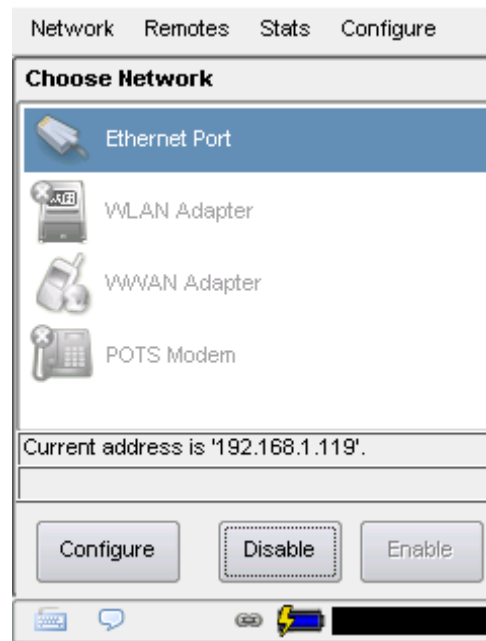 Network Remotes Stats Configure
Choose Network
Ethernet Port
WLAN Adapter
WWAN Adapter
POTS Modem
Current address is '192.168.1.119'.
Configure Disable Enable